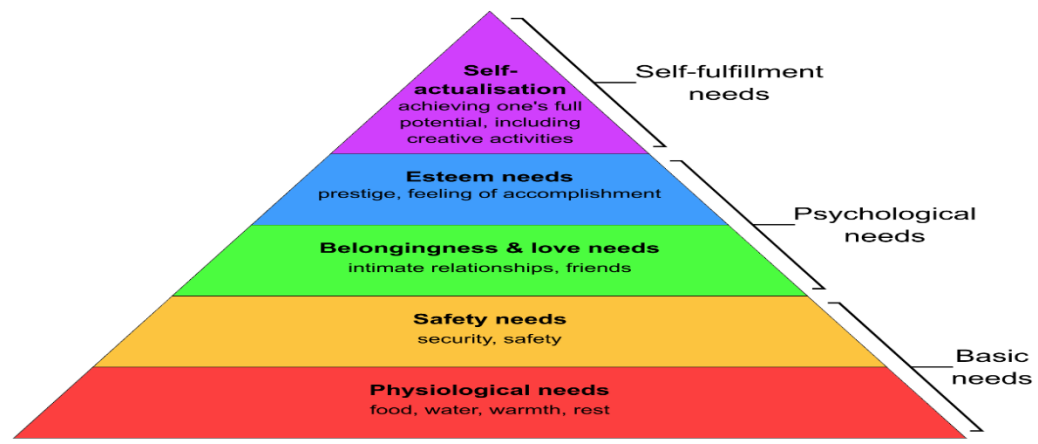 Self-
actualisation
achieving one's full
potential, including
creative activities
Self-fulfillment
needs
Esteem needs
prestige, feeling of accomplishment
Psychological
needs
Belongingness & love needs
intimate relationships, friends
Safety needs
security, safety
Basic
needs
Physiological needs
food, water, warmth, rest